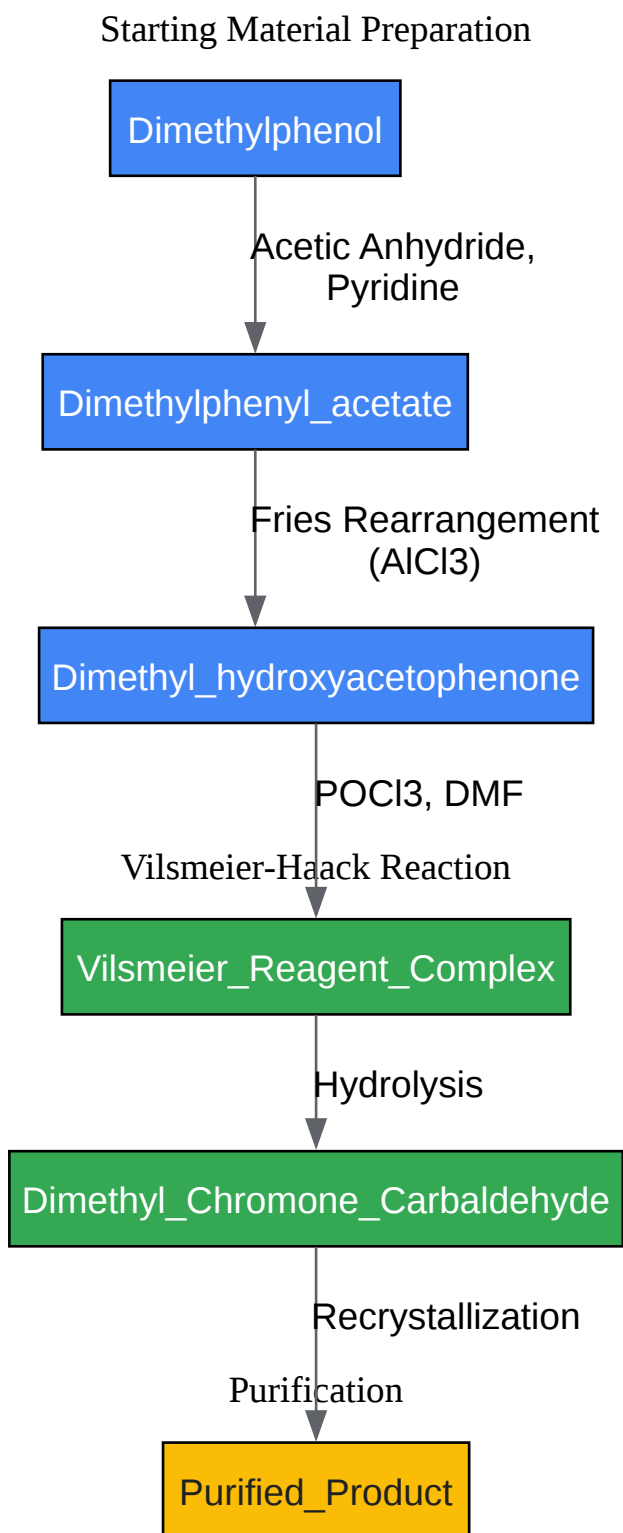 Starting Material Preparation
Dimethylphenol
Acetic Anhydride,
Pyridine
Dimethylphenyl_acetate
Fries Rearrangement
(AlCl3)
Dimethyl_hydroxyacetophenone
POCl3, DMF
Vilsmeier-Haack Reaction
Vilsmeier_Reagent_Complex
Hydrolysis
Dimethyl_Chromone_Carbaldehyde
Recrystallization
Purification
Purified_Product